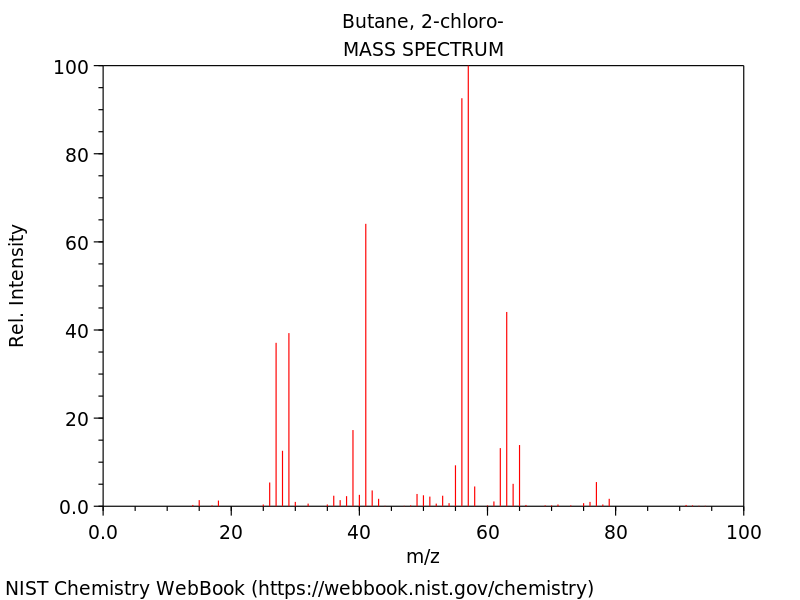 Butane, 2-chloro-
MASS SPECTRUM
100
80
60
40
20
0.0
Rel. Intensity
0.0 20 40 60 80 100
m/z
NIST Chemistry WebBook (https://webbook.nist.gov/chemistry)